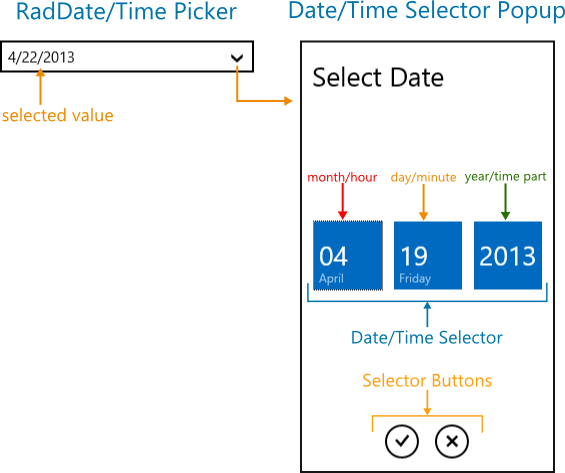 RadDate/Time Picker
Date/Time Selector Popup
4/22/2013
selected value
Select Date
month/hour
day/minute
year/time part
04
April
19
Friday
2013
Date/Time Selector
Selector Buttons